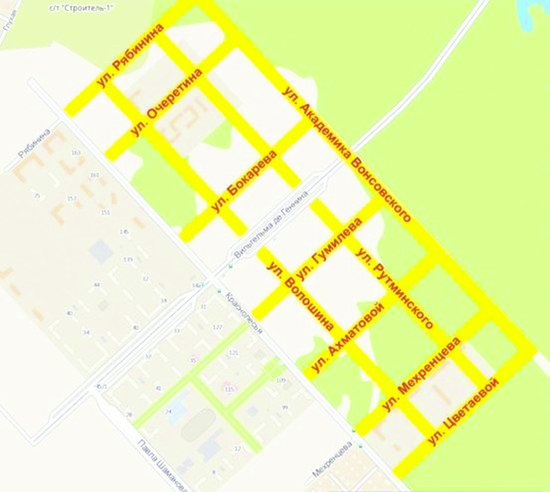 с/т "Строитель-1"
ул. Рябинина
ул. Очеретина
ул. Академика Вонсовского
Рябинина
ул. Бокарева
Вильгельма де Геннина
ул. Гумилева
ул. Рутминского
ул. Волошина
Краснолесья
ул. Ахматовой
ул. Мехренцева
ул. Цветаевой
Мехренцева
Павла Шаманова